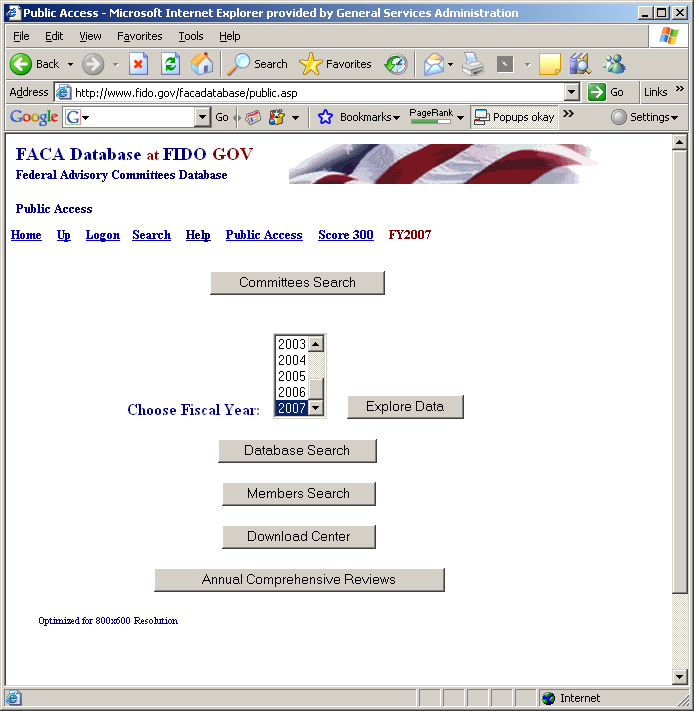 Public Access - Microsoft Internet Explorer provided by General Services Administration
File Edit View Favorites Tools Help
Back Search Favorites
Address http://www.fido.gov/facadatabase/public.asp Go Links »
Google G Go Bookmarks PageRank Popups okay » Settings
FACA Database at FIDO GOV
Federal Advisory Committees Database
Public Access
Home Up Logon Search Help Public Access Score 300 FY2007
Committees Search
2003
2004
2005
2006
Choose Fiscal Year: 2007 Explore Data
Database Search
Members Search
Download Center
Annual Comprehensive Reviews
Optimized for 800x600 Resolution
Internet